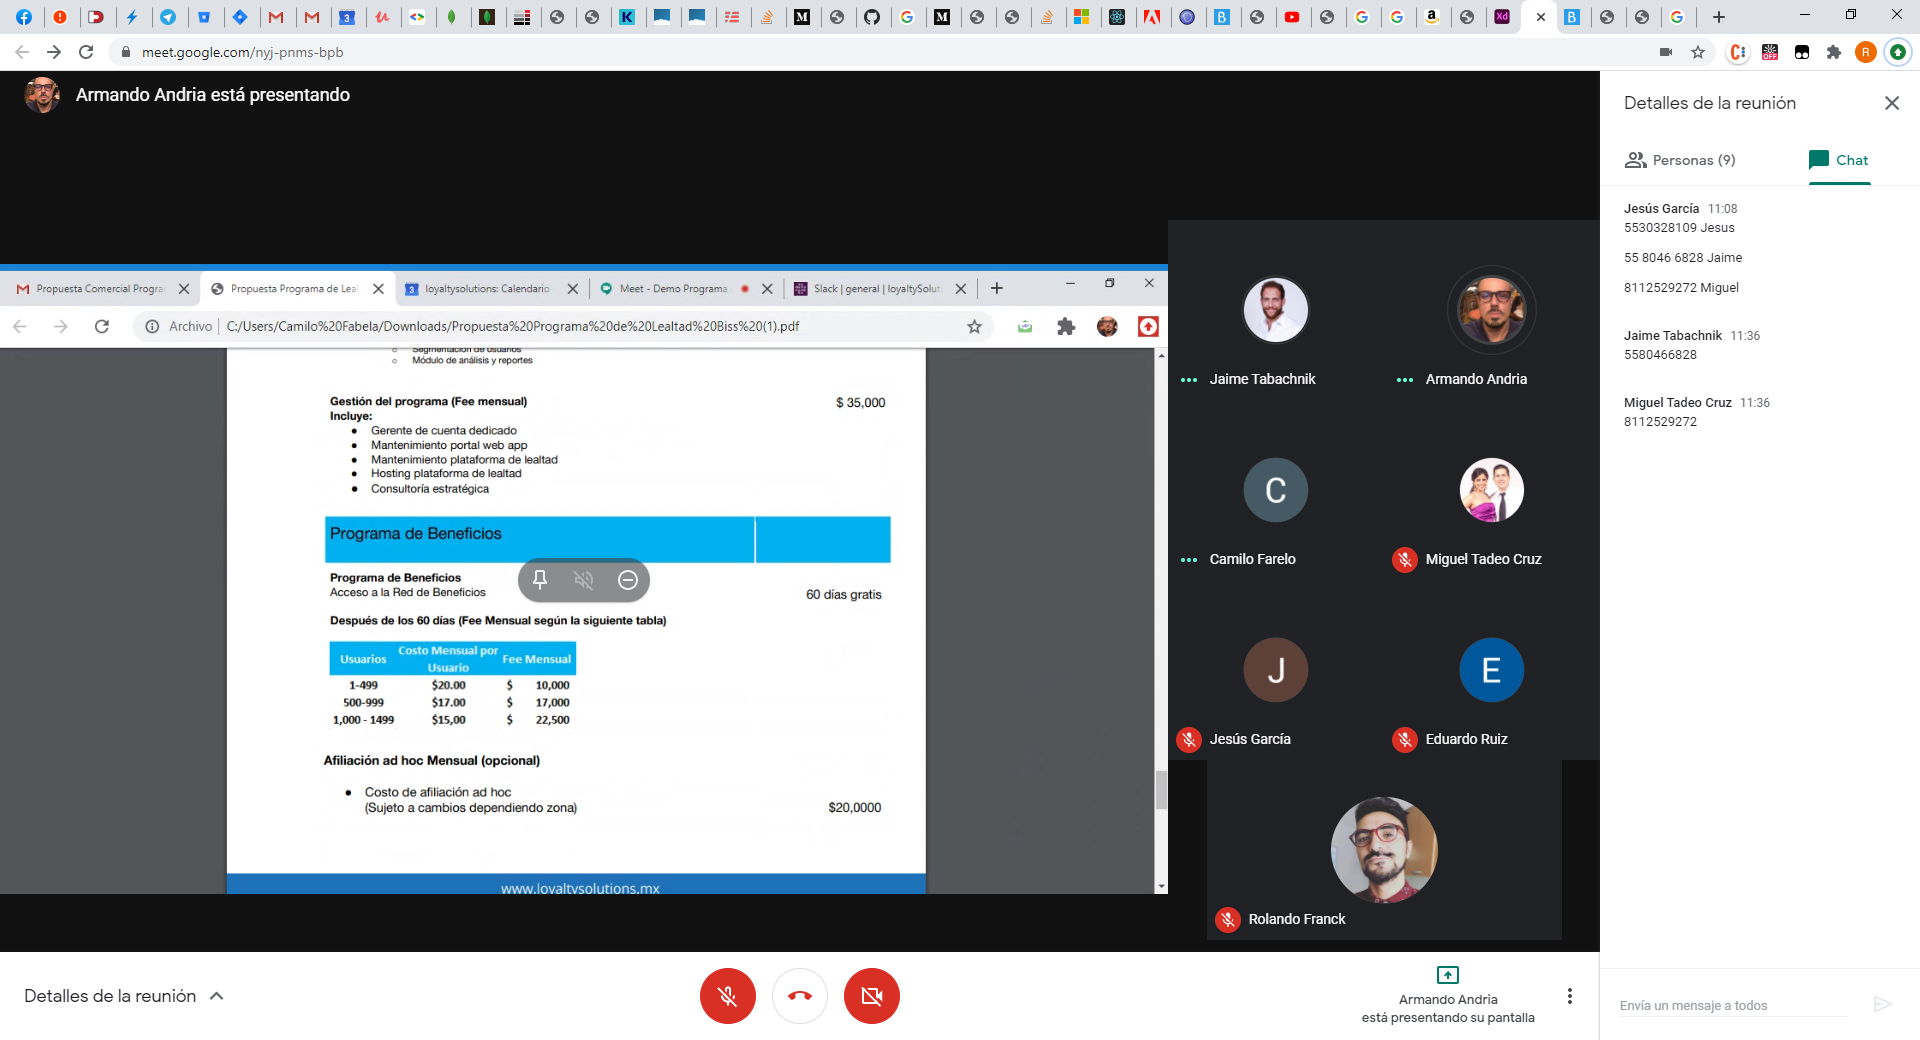 meet.google.com/nyj-pnms-bpb
Armando Andria está presentando
Propuesta Comercial Progra
Propuesta Programa de Leal
loyaltysolutions: Calendario
Meet - Demo Programa
Slack | general | loyaltySoluti
Archivo
C:/Users/Camilo%20Fabela/Downloads/Propuesta%20Programa%20de%20Lealtad%20Biss%20(1).pdf
Segmentación de usuarios
Módulo de análisis y reportes
Gestión del programa (Fee mensual)
$ 35,000
Incluye:
Gerente de cuenta dedicado
Mantenimiento portal web app
Mantenimiento plataforma de lealtad
Hosting plataforma de lealtad
Consultoría estratégica
Programa de Beneficios
Programa de Beneficios
Acceso a la Red de Beneficios
60 días gratis
Después de los 60 días (Fee Mensual según la siguiente tabla)
Usuarios Costo Mensual por Usuario Fee Mensual
1-499 $20.00 $ 10,000
500-999 $17.00 $ 17,000
1,000 - 1499 $15,00 $ 22,500
Afiliación ad hoc Mensual (opcional)
Costo de afiliación ad hoc
(Sujeto a cambios dependiendo zona)
$20,0000
www.loyaltysolutions.mx
Jaime Tabachnik
Armando Andria
C
Camilo Farelo
Miguel Tadeo Cruz
J
Jesús García
E
Eduardo Ruiz
Rolando Franck
Detalles de la reunión
Personas (9)
Chat
Jesús García 11:08
5530328109 Jesus
55 8046 6828 Jaime
8112529272 Miguel
Jaime Tabachnik 11:36
5580466828
Miguel Tadeo Cruz 11:36
8112529272
Envía un mensaje a todos
Detalles de la reunión
Armando Andria
está presentando su pantalla